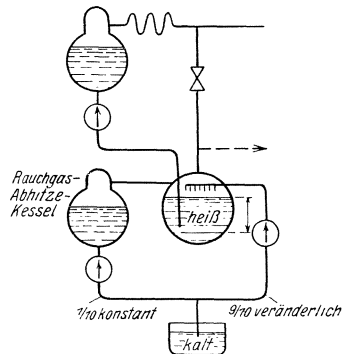 Rauchgas-
Abhitze-
Kessel
heiß
1/10 konstant
9/10 veränderlich
kalt